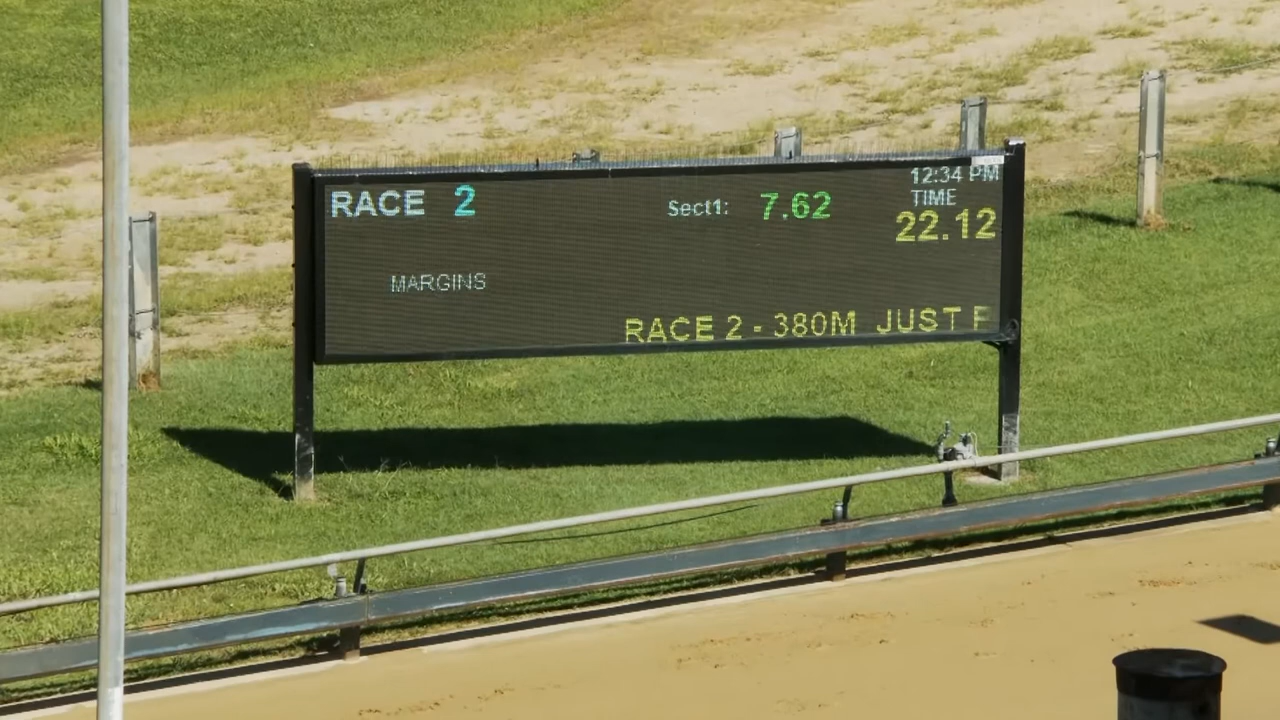 12:34 PM
RACE 2 Sect1: 7.62 TIME
22.12
MARGINS
RACE 2 - 380M JUST